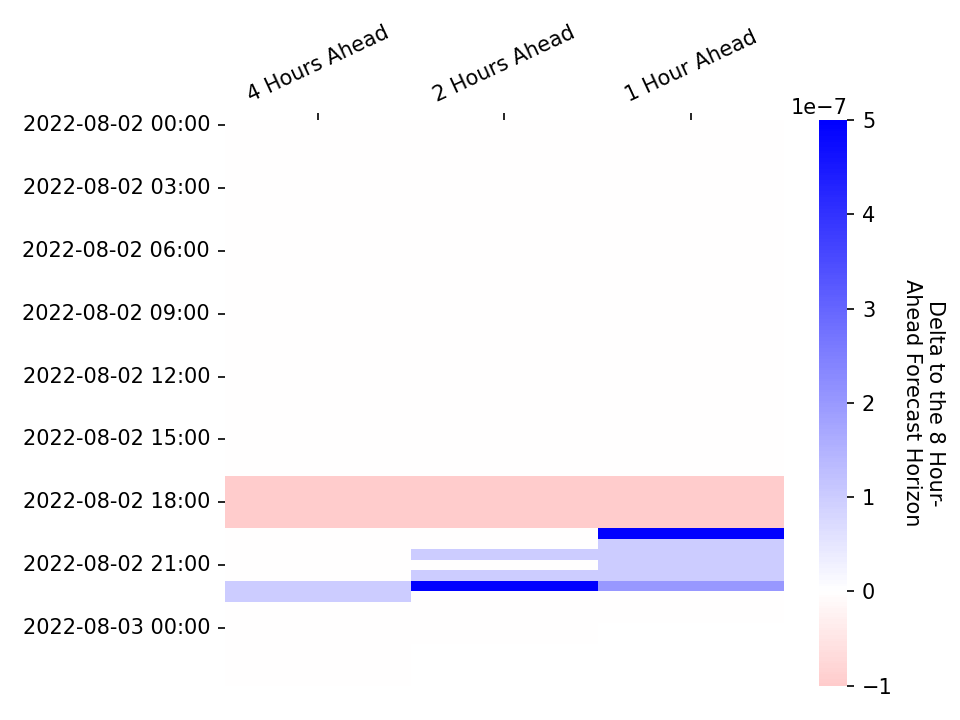 4 Hours Ahead
2 Hours Ahead
1 Hour Ahead
1e−7
2022-08-02 00:00
2022-08-02 03:00
2022-08-02 06:00
2022-08-02 09:00
2022-08-02 12:00
2022-08-02 15:00
2022-08-02 18:00
2022-08-02 21:00
2022-08-03 00:00
5
4
3
2
1
0
−1
Delta to the 8 Hour-
Ahead Forecast Horizon